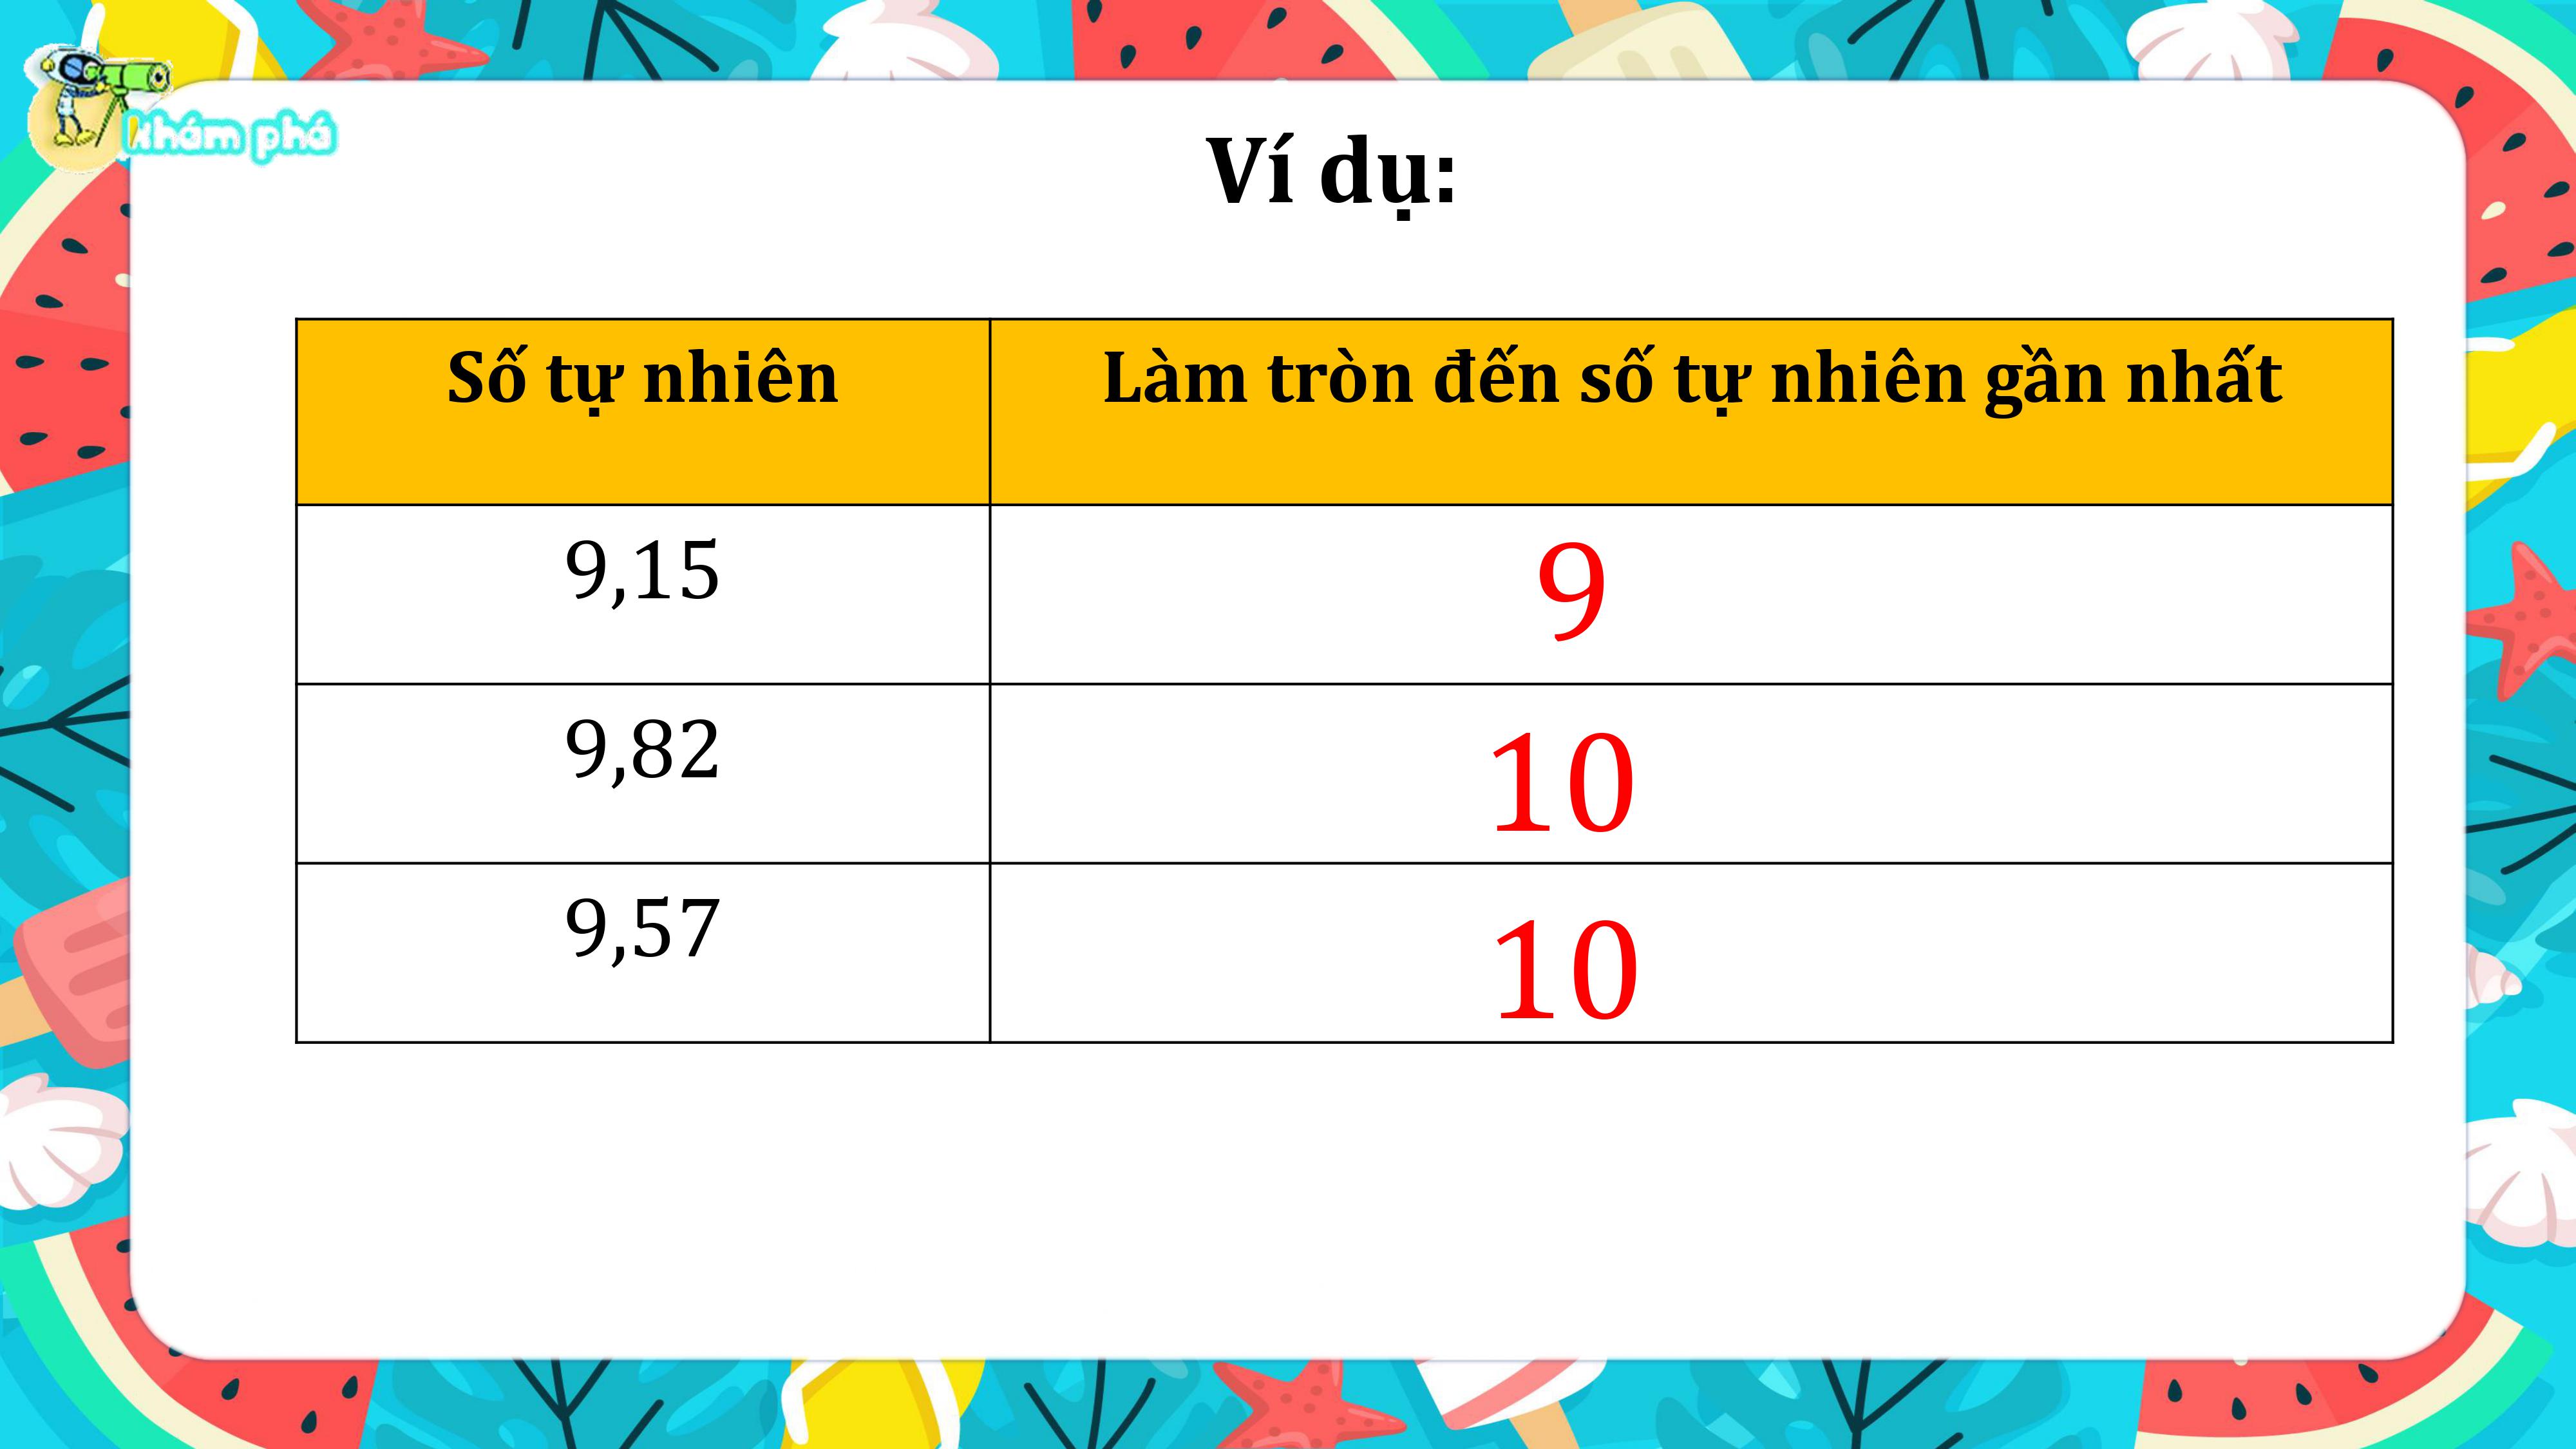 khám phá
Ví dụ:
Số tự nhiên Làm tròn đến số tự nhiên gần nhất
9,15 9
9,82 10
9,57 10